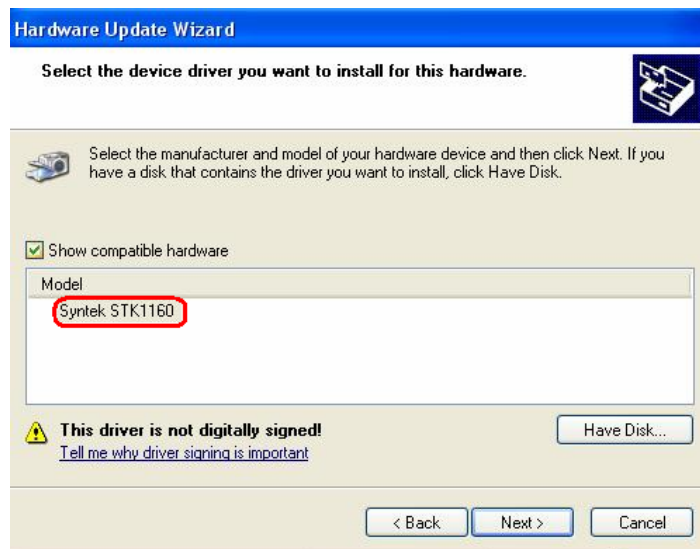 Hardware Update Wizard
Select the device driver you want to install for this hardware.
Select the manufacturer and model of your hardware device and then click Next. If you
have a disk that contains the driver you want to install, click Have Disk.
Show compatible hardware
Model
Syntek STK1160
This driver is not digitally signed!
Have Disk...
Tell me why driver signing is important
< Back
Next >
Cancel